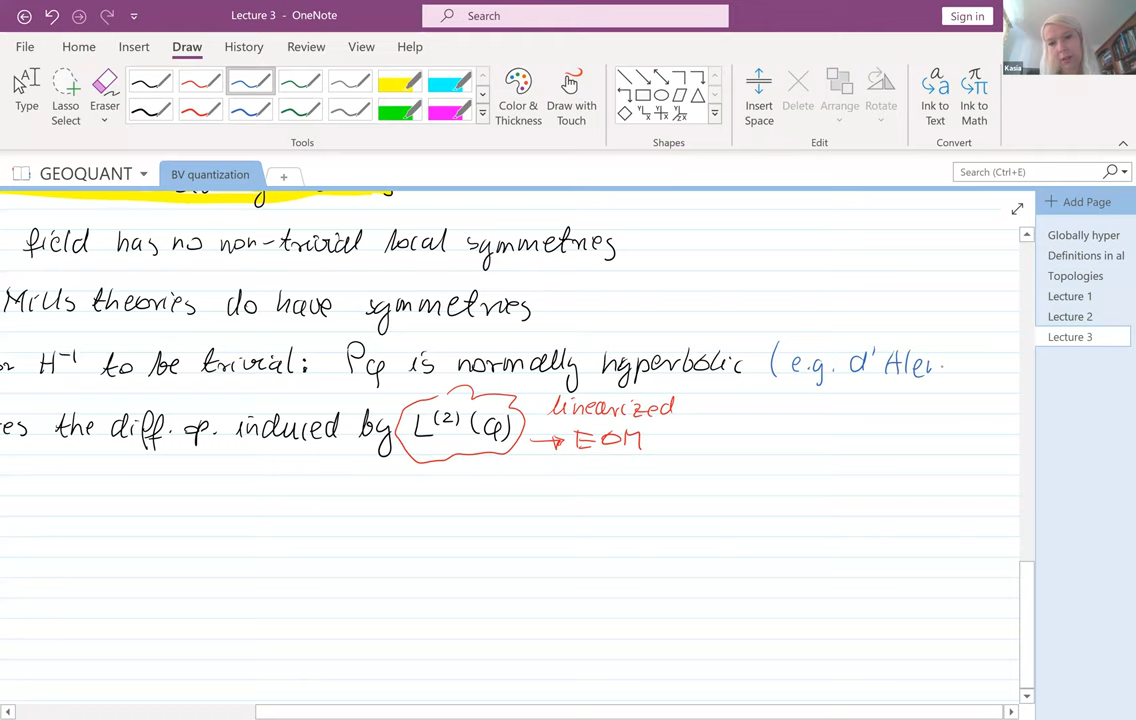 Lecture 3 - OneNote
Search
Sign in
Kasia
File Home Insert Draw History Review View Help
Type
Lasso Select
Eraser
Color & Thickness
Draw with Touch
Insert Space
Delete
Arrange
Rotate
Ink to Text
Ink to Math
Tools
Shapes
Edit
Convert
GEOQUANT
BV quantization
+
Search (Ctrl+E)
Add Page
Globally hyper
Definitions in al
Topologies
Lecture 1
Lecture 2
Lecture 3
field has no non-trivial local symmetries
Mills theories do have symmetries
H⁻¹ to be trivial: Pφ is normally hyperbolic (e.g. d'Alem
the diff. op. induced by L⁽²⁾(φ) → linearized EOM